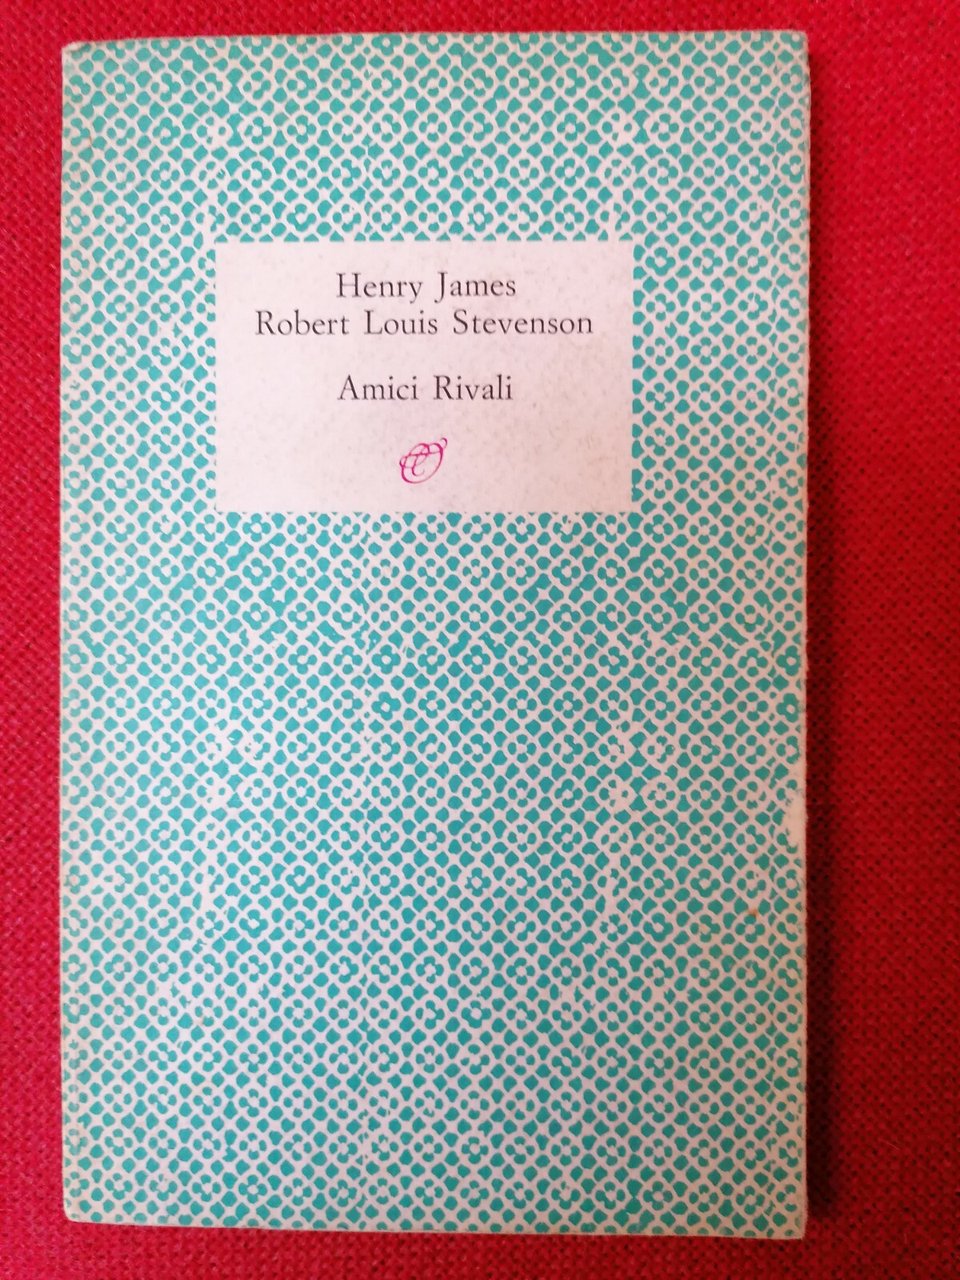 Henry James
Robert Louis Stevenson
Amici Rivali